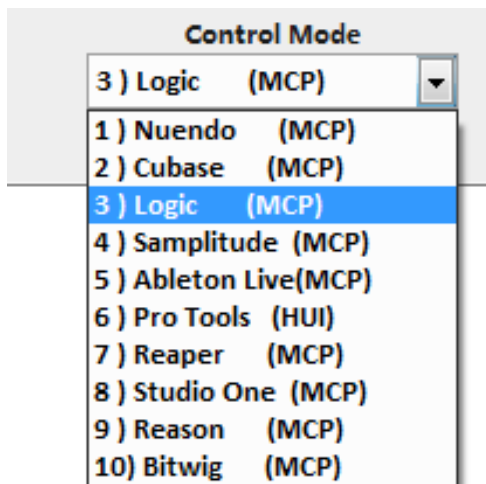 Control Mode
3 ) Logic (MCP)
1 ) Nuendo (MCP)
2 ) Cubase (MCP)
3 ) Logic (MCP)
4 ) Samplitude (MCP)
5 ) Ableton Live(MCP)
6 ) Pro Tools (HUI)
7 ) Reaper (MCP)
8 ) Studio One (MCP)
9 ) Reason (MCP)
10) Bitwig (MCP)